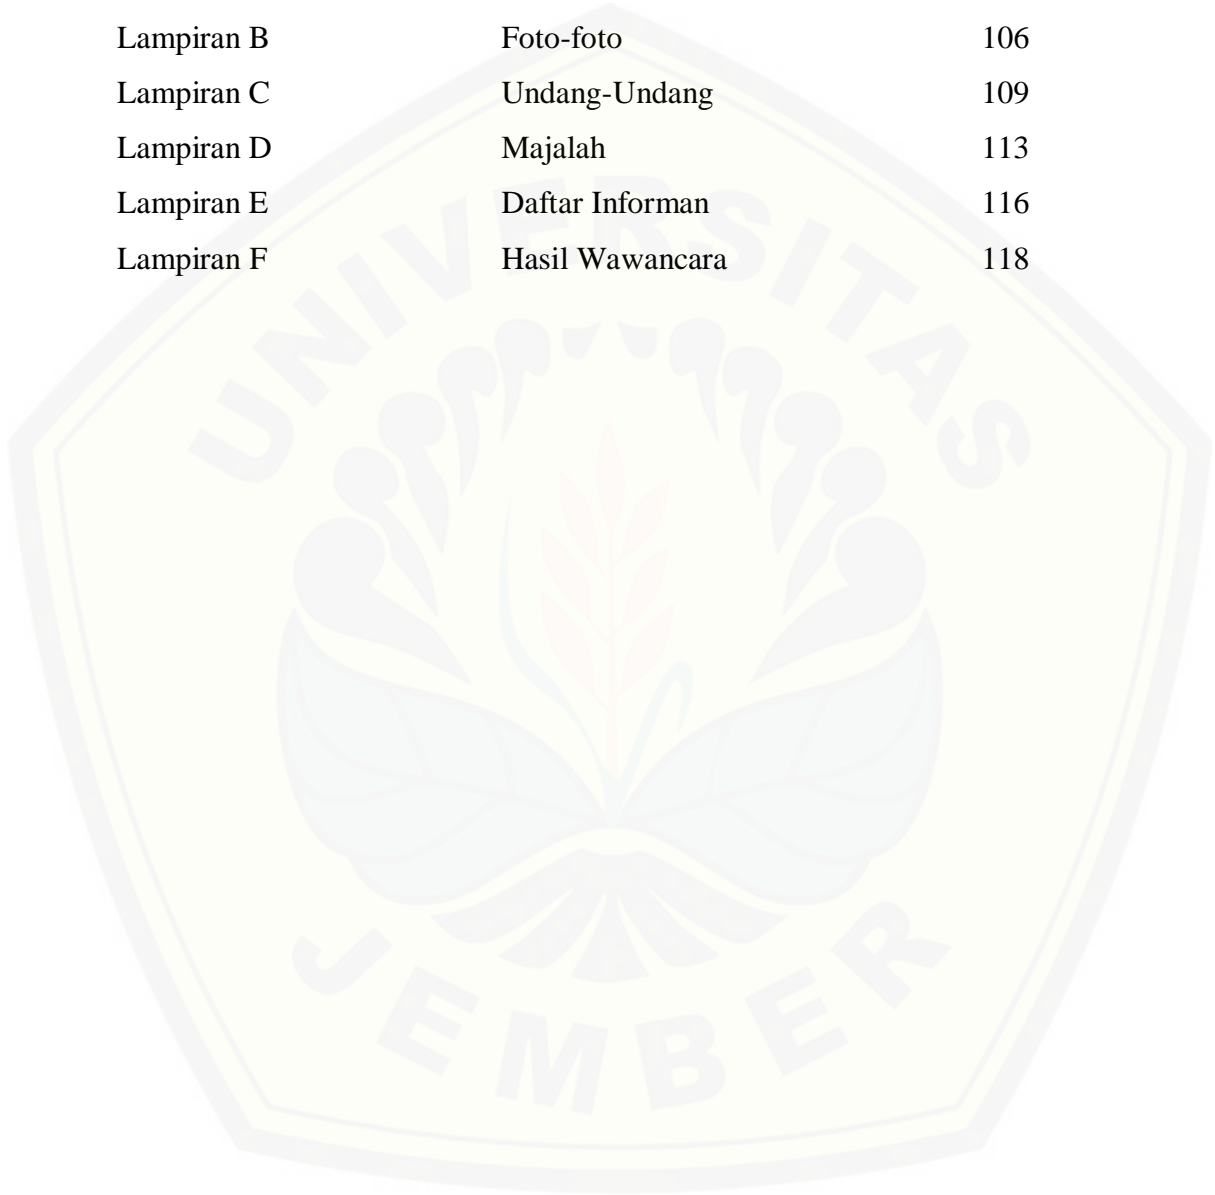 Lampiran B Foto-foto 106
Lampiran C Undang-Undang 109
Lampiran D Majalah 113
Lampiran E Daftar Informan 116
Lampiran F Hasil Wawancara 118
UNIVERSITAS
JEMBER